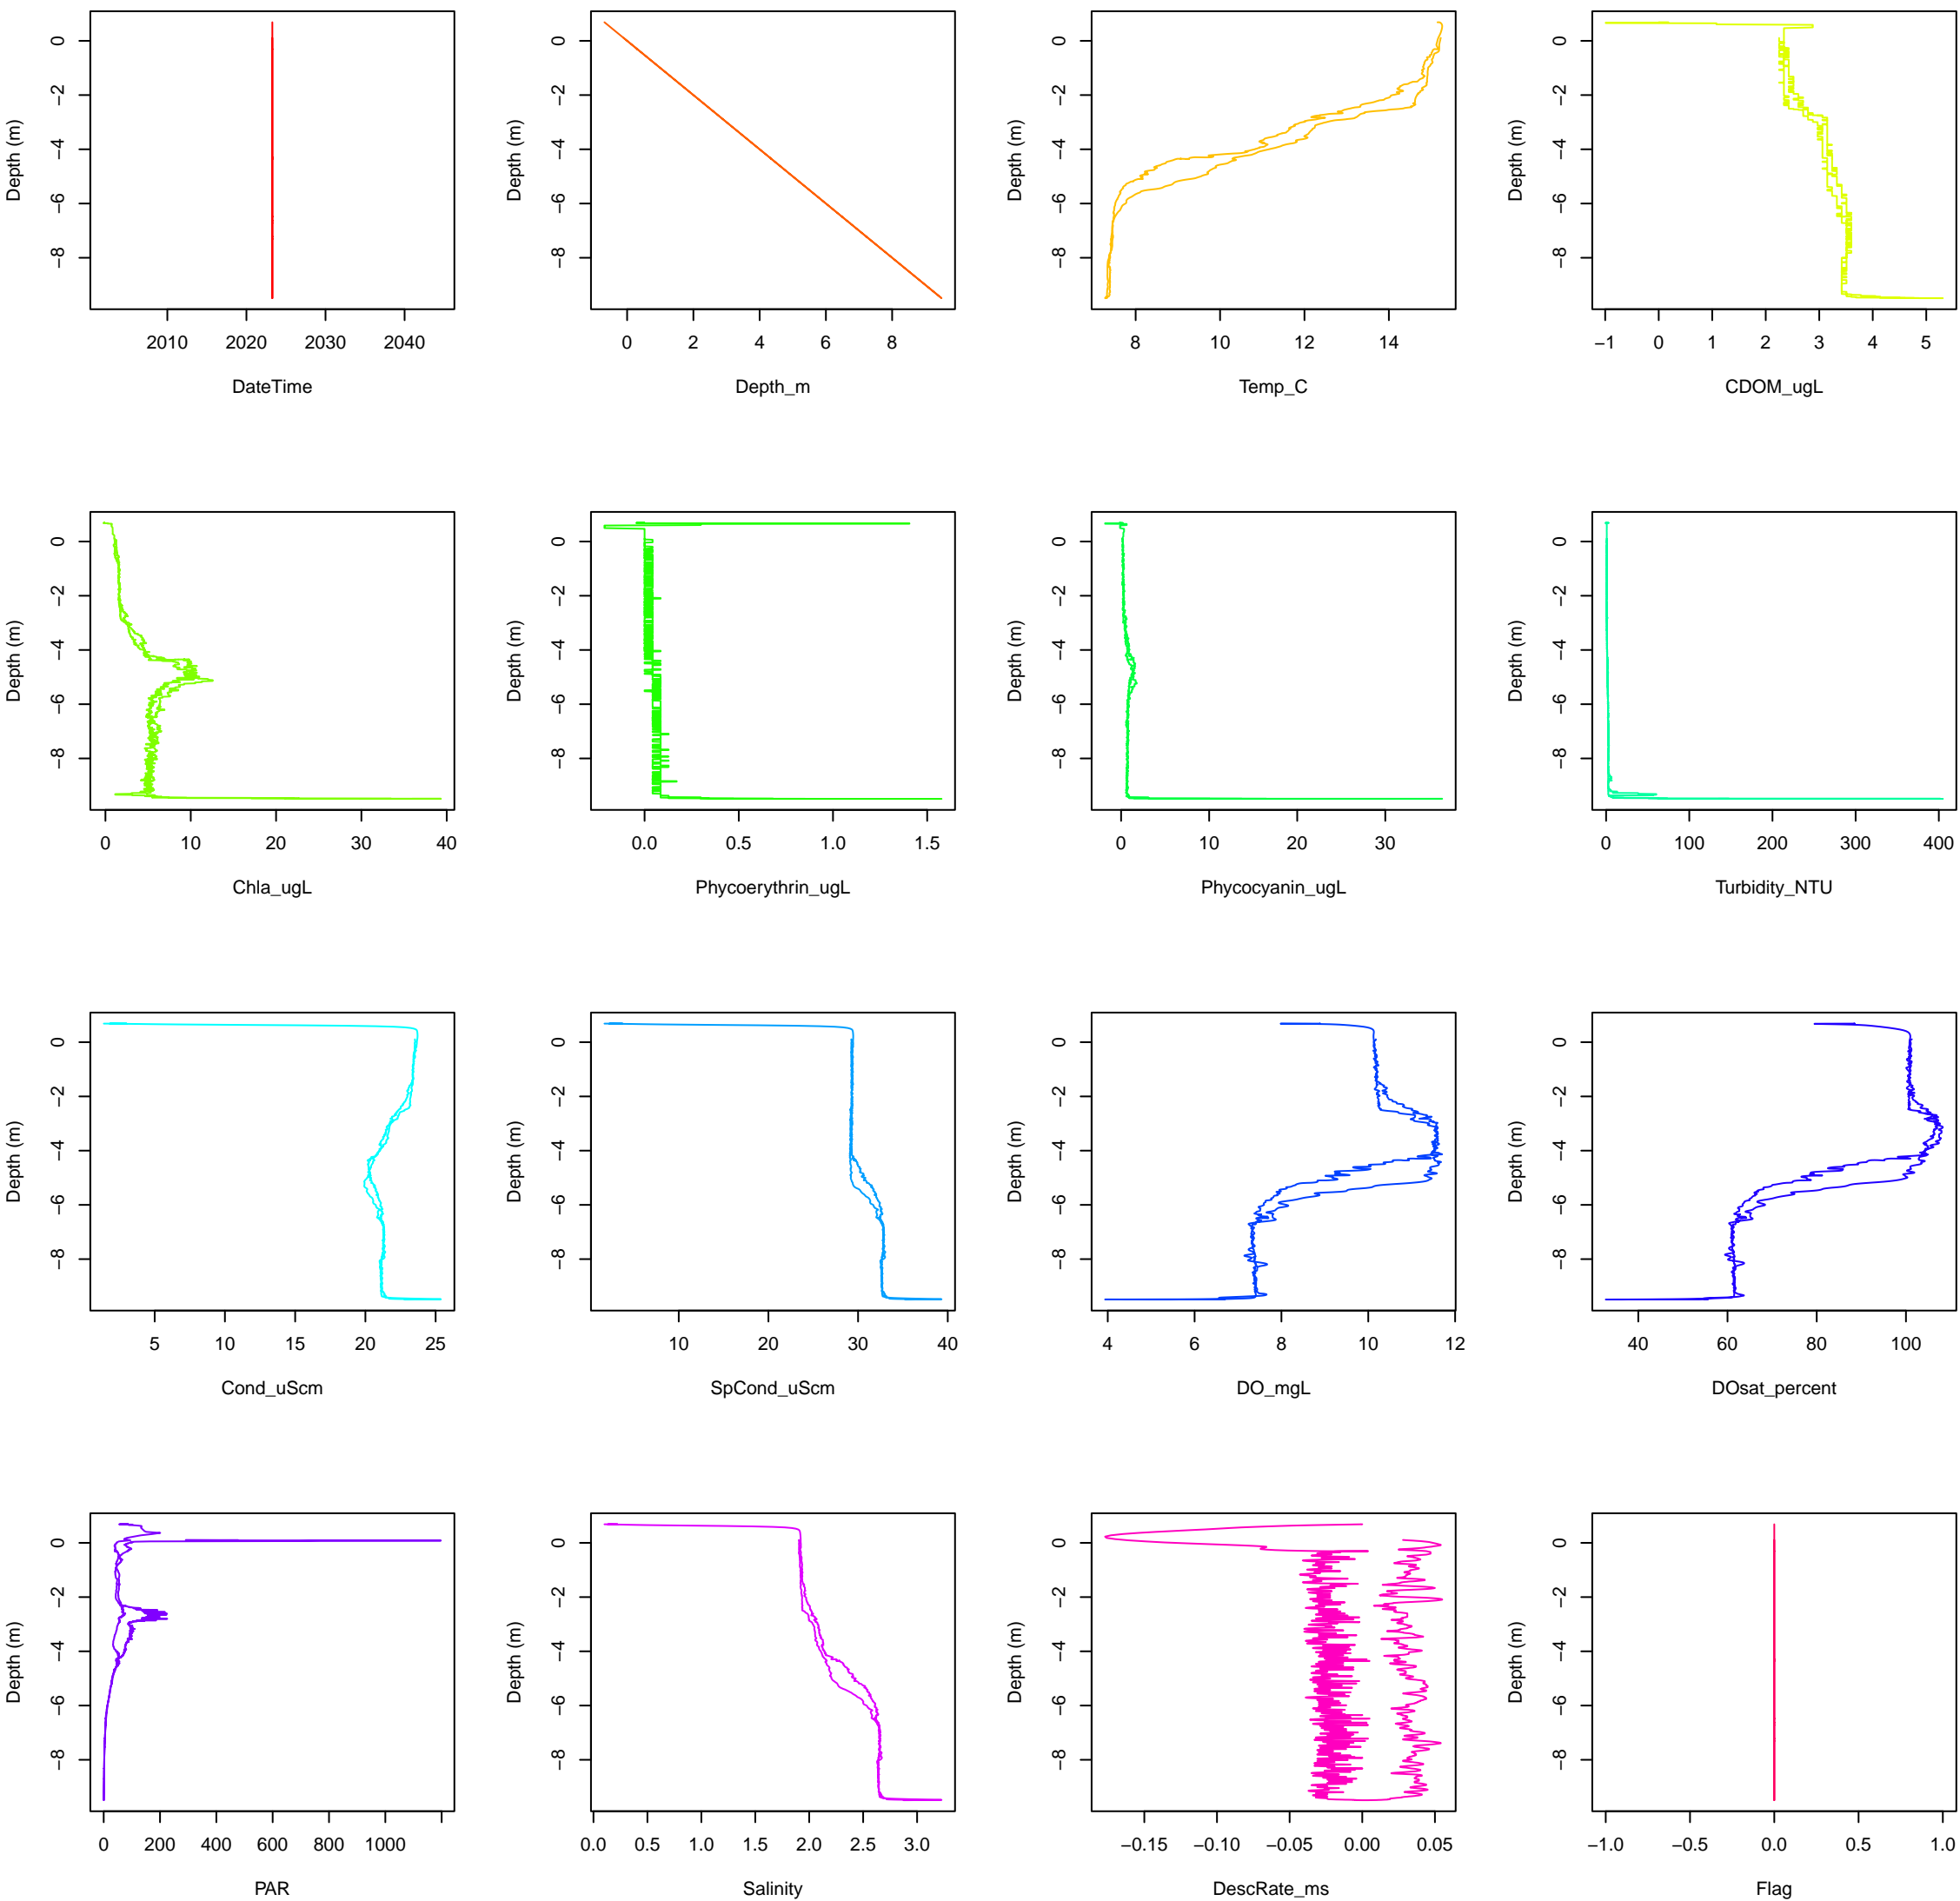 Depth (m)
0
−2
−4
−6
−8
2010 2020 2030 2040
DateTime
Depth (m)
0
−2
−4
−6
−8
0 2 4 6 8
Depth_m
Depth (m)
0
−2
−4
−6
−8
8 10 12 14
Temp_C
Depth (m)
0
−2
−4
−6
−8
−1 0 1 2 3 4 5
CDOM_ugL
Depth (m)
0
−2
−4
−6
−8
0 10 20 30 40
Chla_ugL
Depth (m)
0
−2
−4
−6
−8
0.0 0.5 1.0 1.5
Phycoerythrin_ugL
Depth (m)
0
−2
−4
−6
−8
0 10 20 30
Phycocyanin_ugL
Depth (m)
0
−2
−4
−6
−8
0 100 200 300 400
Turbidity_NTU
Depth (m)
0
−2
−4
−6
−8
5 10 15 20 25
Cond_uScm
Depth (m)
0
−2
−4
−6
−8
10 20 30 40
SpCond_uScm
Depth (m)
0
−2
−4
−6
−8
4 6 8 10 12
DO_mgL
Depth (m)
0
−2
−4
−6
−8
40 60 80 100
DOsat_percent
Depth (m)
0
−2
−4
−6
−8
0 200 400 600 800 1000
PAR
Depth (m)
0
−2
−4
−6
−8
0.0 0.5 1.0 1.5 2.0 2.5 3.0
Salinity
Depth (m)
0
−2
−4
−6
−8
−0.15 −0.10 −0.05 0.00 0.05
DescRate_ms
Depth (m)
0
−2
−4
−6
−8
−1.0 −0.5 0.0 0.5 1.0
Flag